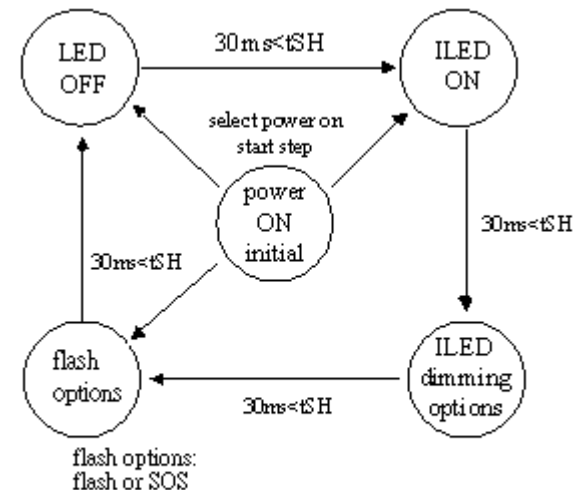 LED
OFF
30ms<tSH
ILED
ON
select power on
start step
power
ON
initial
30ms<tSH
30ms<tSH
flash
options
30ms<tSH
ILED
dimming
options
flash options:
flash or SOS